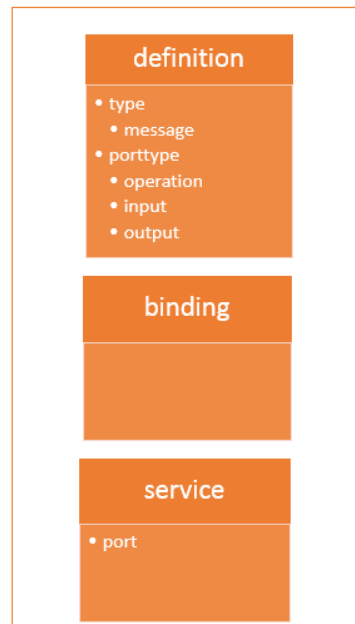 definition
• type
• message
• porttype
• operation
• input
• output
binding
service
• port